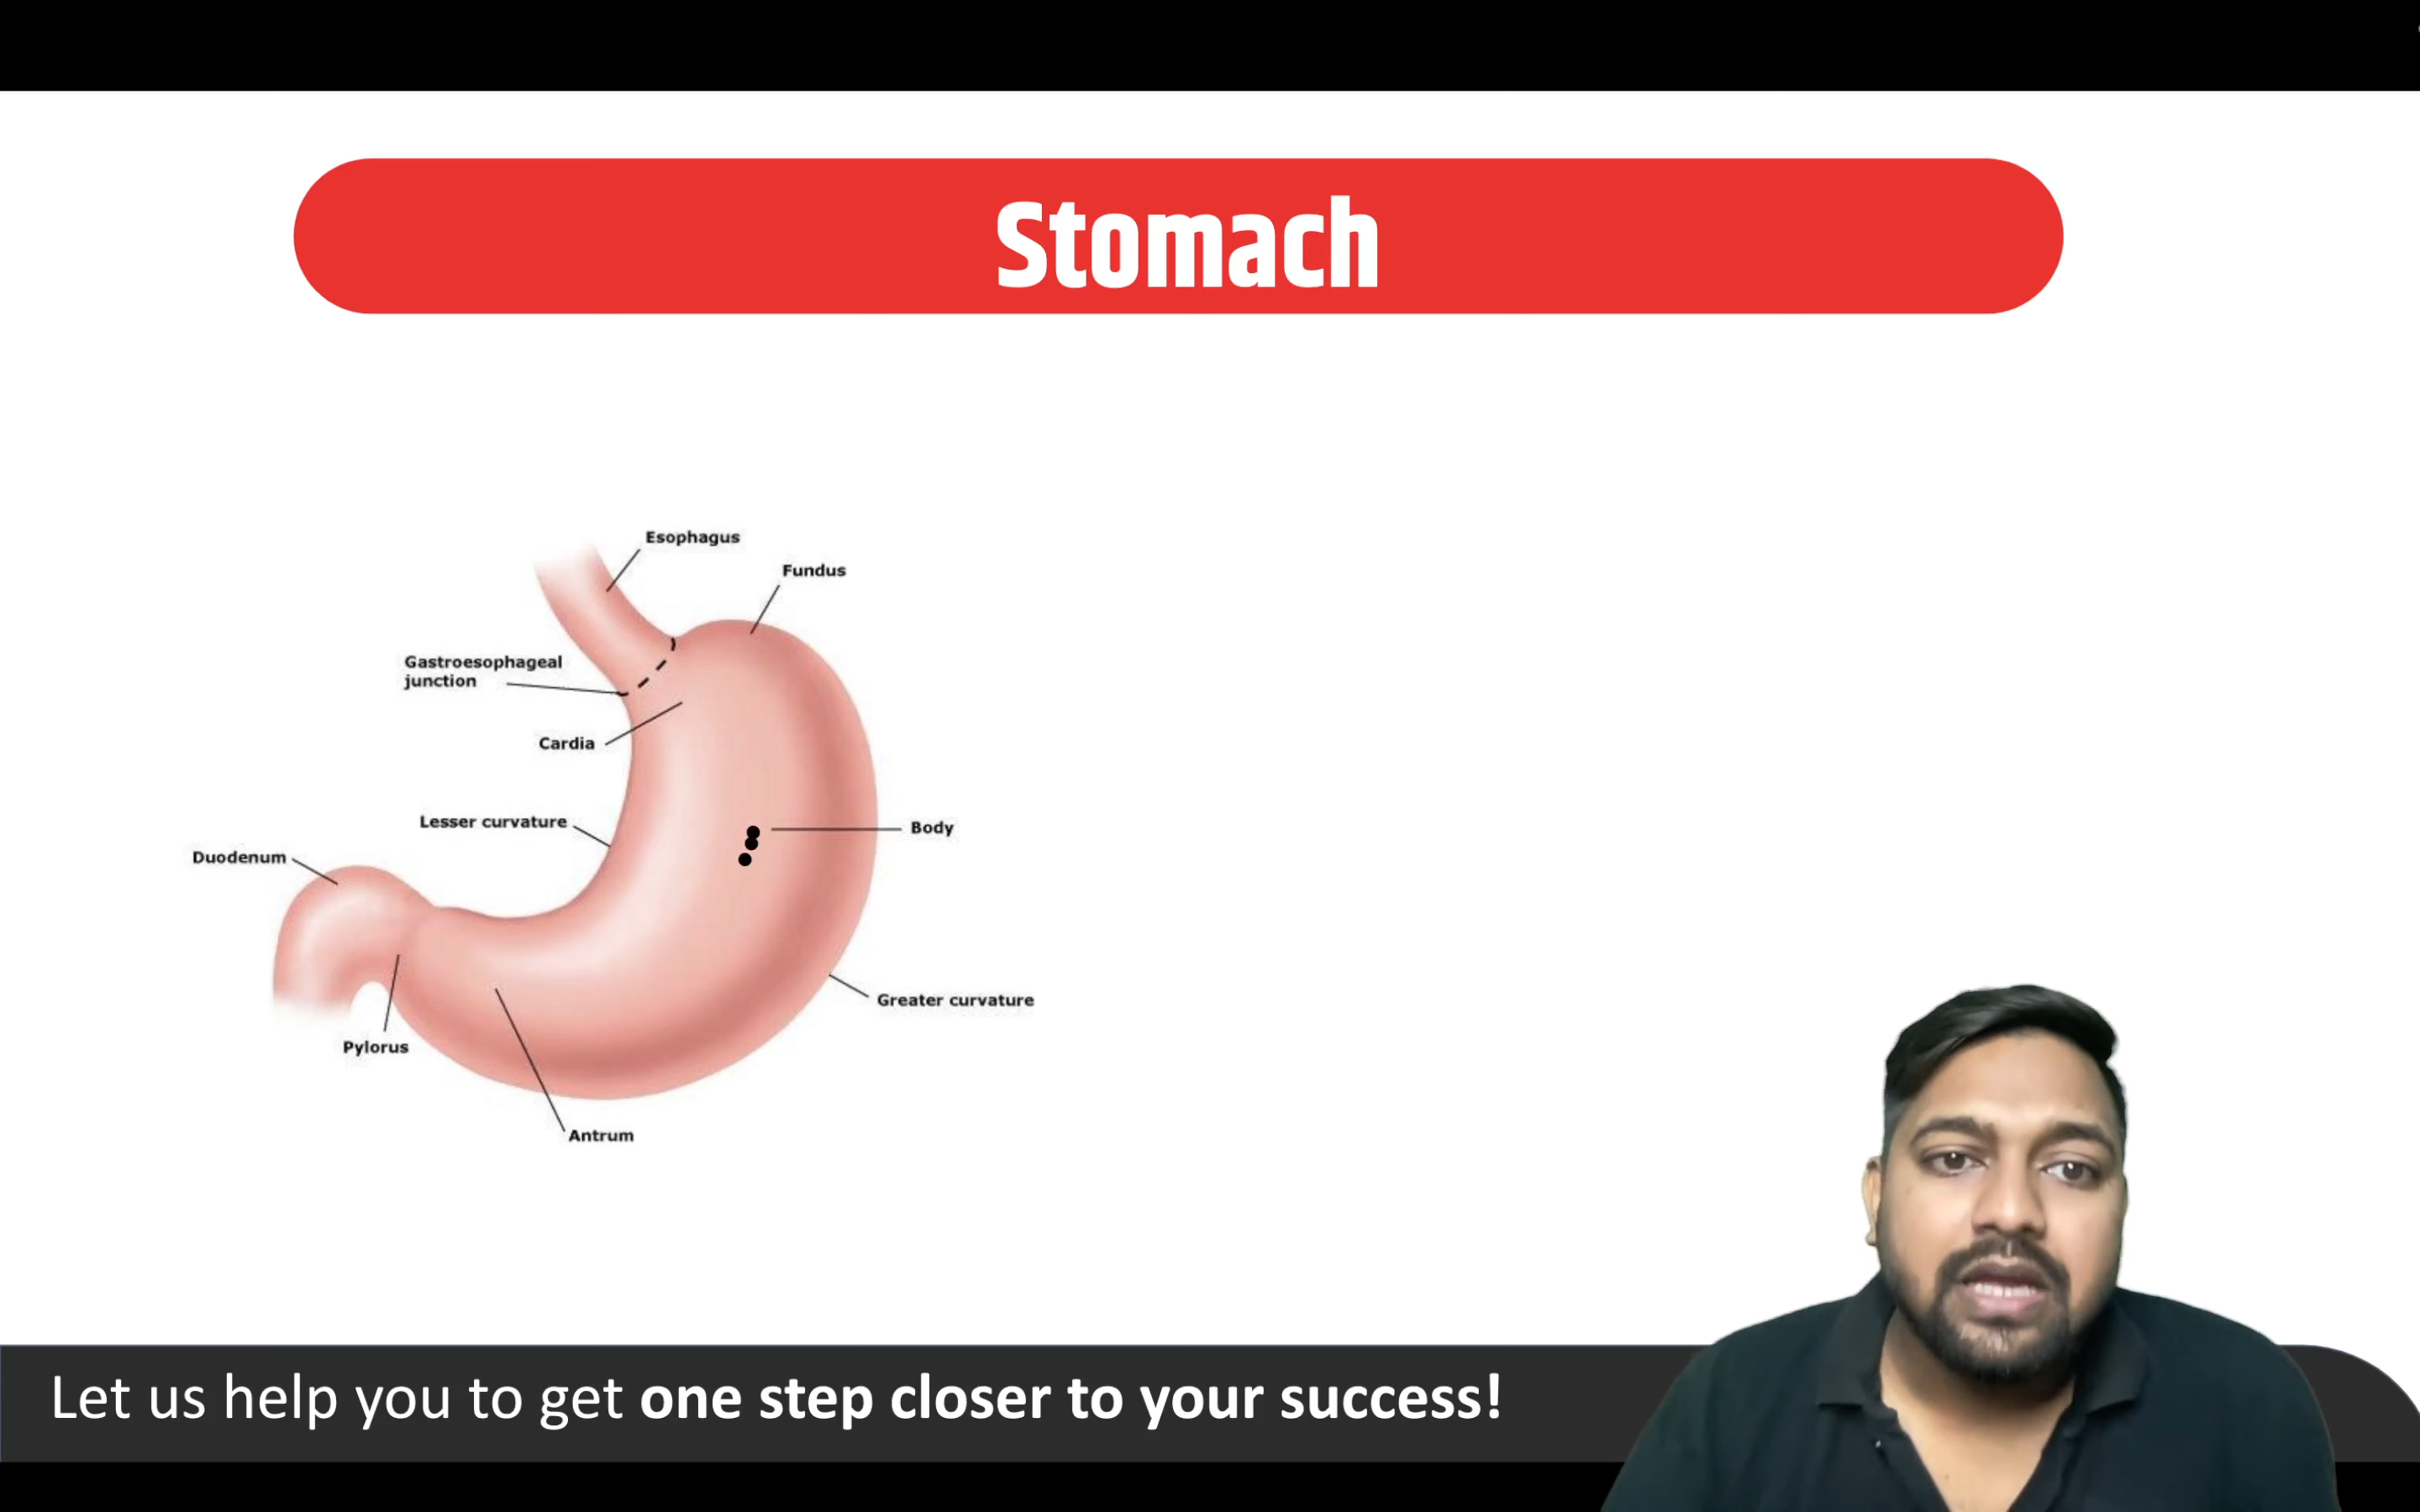 Stomach
Esophagus
Fundus
Gastroesophageal
junction
Cardia
Lesser curvature
Body
Duodenum
Greater curvature
Pylorus
Antrum
Let us help you to get one step closer to your success!